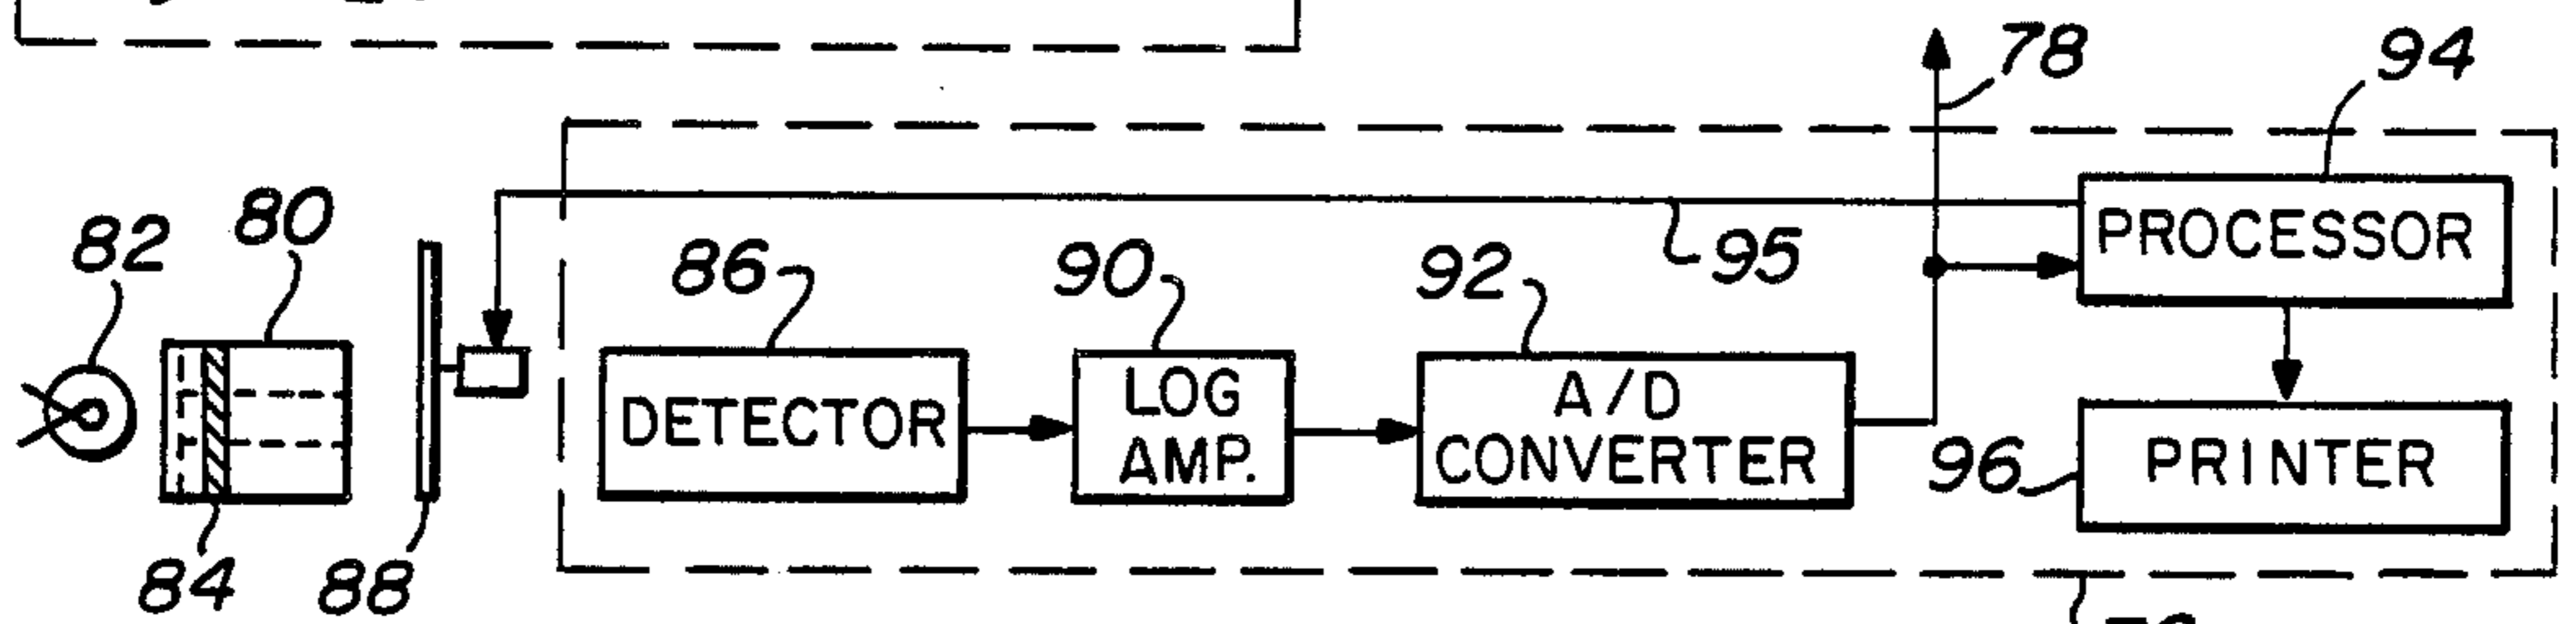 78
94
82
80
86
90
92
95
PROCESSOR
DETECTOR
LOG
AMP.
A/D
CONVERTER
96
PRINTER
84
88